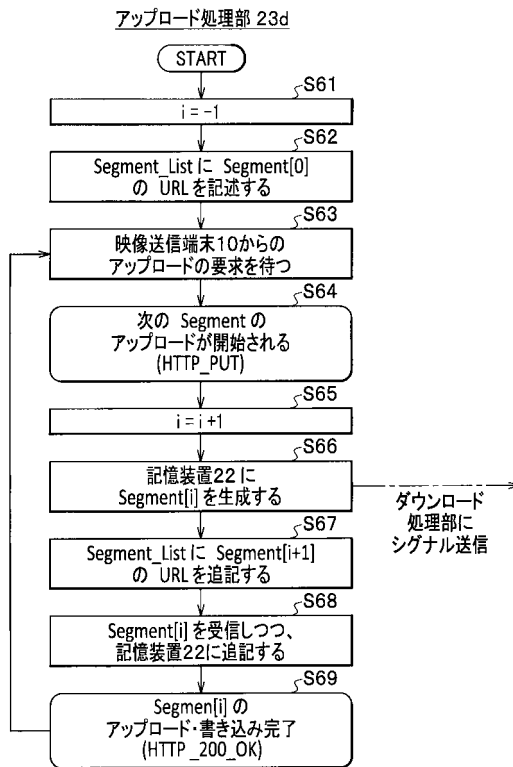 アップロード処理部 23d
START
S61
i = -1
S62
Segment_List に Segment[0]
の URL を記述する
S63
映像送信端末10からの
アップロードの要求を待つ
S64
次の Segment の
アップロードが開始される
(HTTP_PUT)
S65
i = i +1
S66
記憶装置22に
Segment[i] を生成する
ダウンロード
処理部に
シグナル送信
S67
Segment_List に Segment[i+1]
の URL を追記する
S68
Segment[i] を受信しつつ、
記憶装置22に追記する
S69
Segmen[i] の
アップロード・書き込み完了
(HTTP_200_OK)